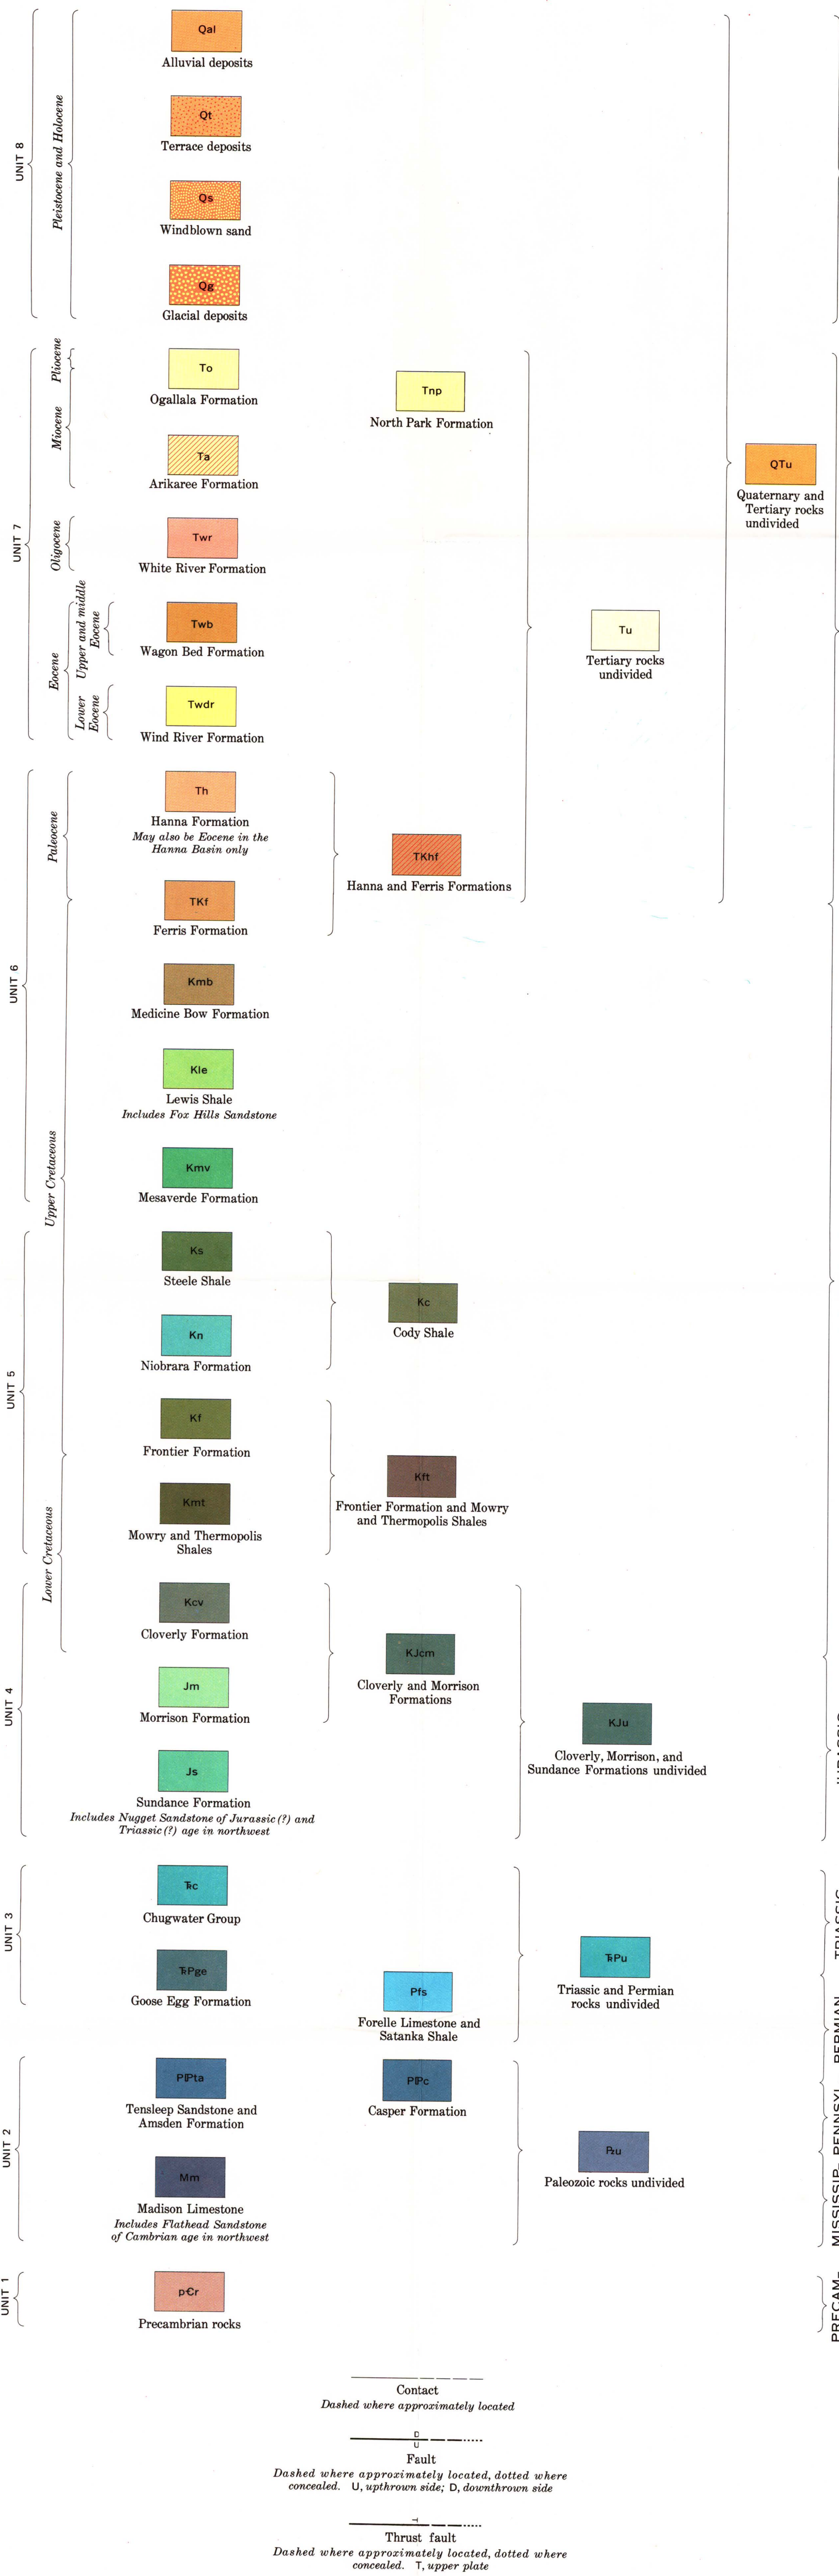 UNIT 8
Pleistocene and Holocene
Qal
Alluvial deposits
Qt
Terrace deposits
Qs
Windblown sand
Qg
Glacial deposits
UNIT 7
Pliocene
Miocene
To
Ogallala Formation
Tnp
North Park Formation
Ta
Arikaree Formation
QTu
Quaternary and
Tertiary rocks
undivided
Oligocene
Twr
White River Formation
Eocene
Upper and middle
Eocene
Twb
Wagon Bed Formation
Tu
Tertiary rocks
undivided
Lower
Eocene
Twdr
Wind River Formation
UNIT 6
Paleocene
Th
Hanna Formation
May also be Eocene in the
Hanna Basin only
TKhf
Hanna and Ferris Formations
TKf
Ferris Formation
Upper Cretaceous
Kmb
Medicine Bow Formation
Kle
Lewis Shale
Includes Fox Hills Sandstone
Kmv
Mesaverde Formation
UNIT 5
Ks
Steele Shale
Kc
Cody Shale
Kn
Niobrara Formation
Kf
Frontier Formation
Kft
Frontier Formation and Mowry
and Thermopolis Shales
Lower Cretaceous
Kmt
Mowry and Thermopolis
Shales
UNIT 4
Kcv
Cloverly Formation
KJcm
Cloverly and Morrison
Formations
Jm
Morrison Formation
KJu
Cloverly, Morrison, and
Sundance Formations undivided
Js
Sundance Formation
Includes Nugget Sandstone of Jurassic (?) and
Triassic (?) age in northwest
UNIT 3
Ꞃc
Chugwater Group
ꞂPu
Triassic and Permian
rocks undivided
ꞂPge
Goose Egg Formation
Pfs
Forelle Limestone and
Satanka Shale
PERMIAN
UNIT 2
PℙPta
Tensleep Sandstone and
Amsden Formation
PℙPc
Casper Formation
Pzu
Paleozoic rocks undivided
Mm
Madison Limestone
Includes Flathead Sandstone
of Cambrian age in northwest
MISSISSIP-
PENNSYL
UNIT 1
p€r
Precambrian rocks
PRECAM-
Contact
Dashed where approximately located
D
U
Fault
Dashed where approximately located, dotted where
concealed. U, upthrown side; D, downthrown side
T
Thrust fault
Dashed where approximately located, dotted where
concealed. T, upper plate